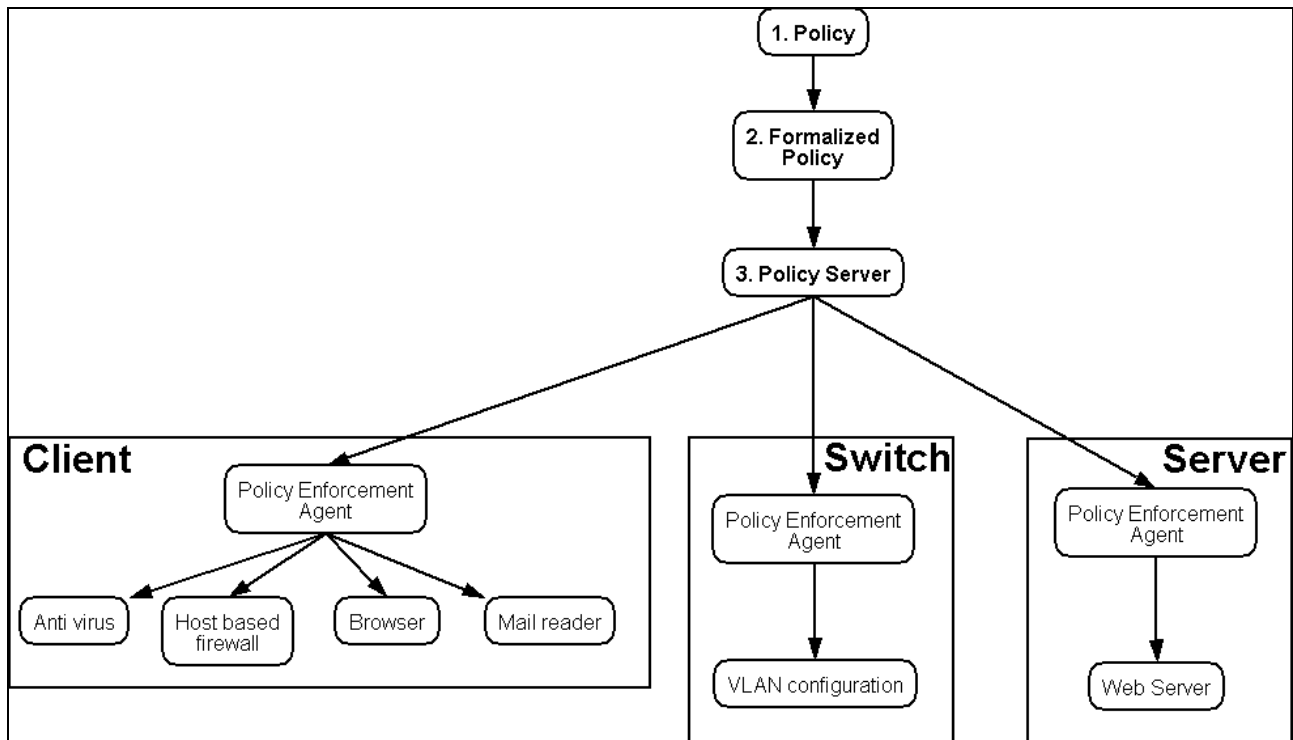 1. Policy
2. Formalized
Policy
3. Policy Server
Client
Policy Enforcement
Agent
Anti virus
Host based
firewall
Browser
Mail reader
Switch
Policy Enforcement
Agent
VLAN configuration
Server
Policy Enforcement
Agent
Web Server